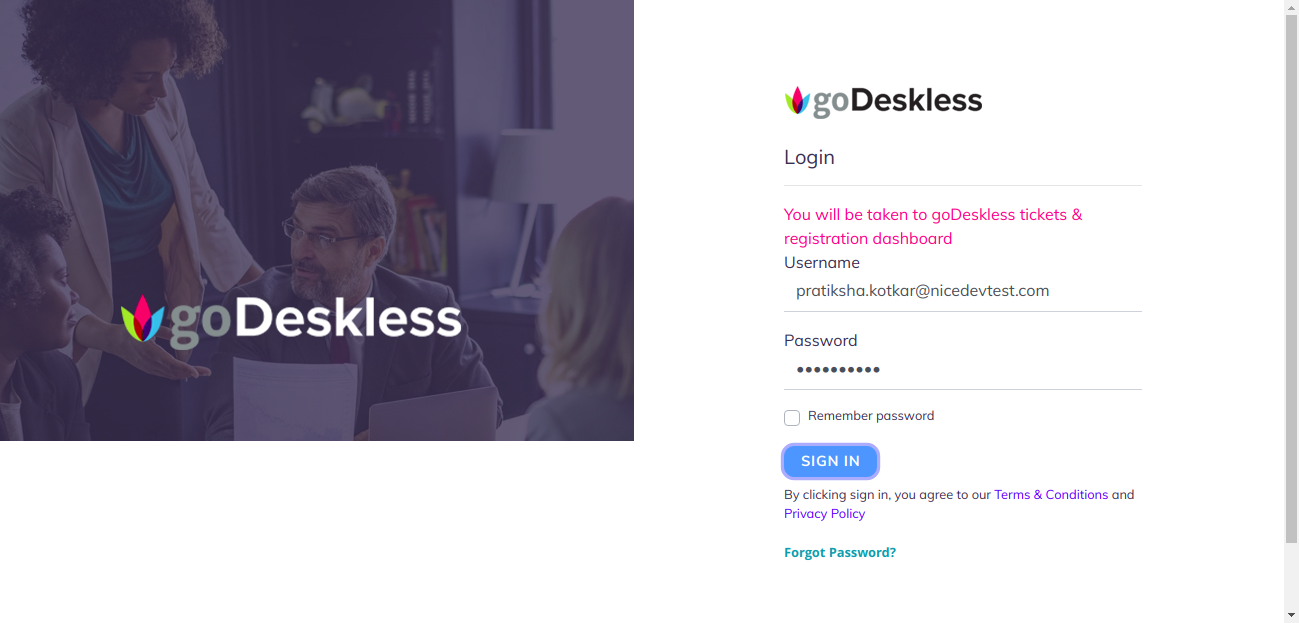 goDeskless
goDeskless
Login
You will be taken to goDeskless tickets &
registration dashboard
Username
pratiksha.kotkar@nicedevtest.com
Password
••••••••••
Remember password
SIGN IN
By clicking sign in, you agree to our Terms & Conditions and
Privacy Policy
Forgot Password?